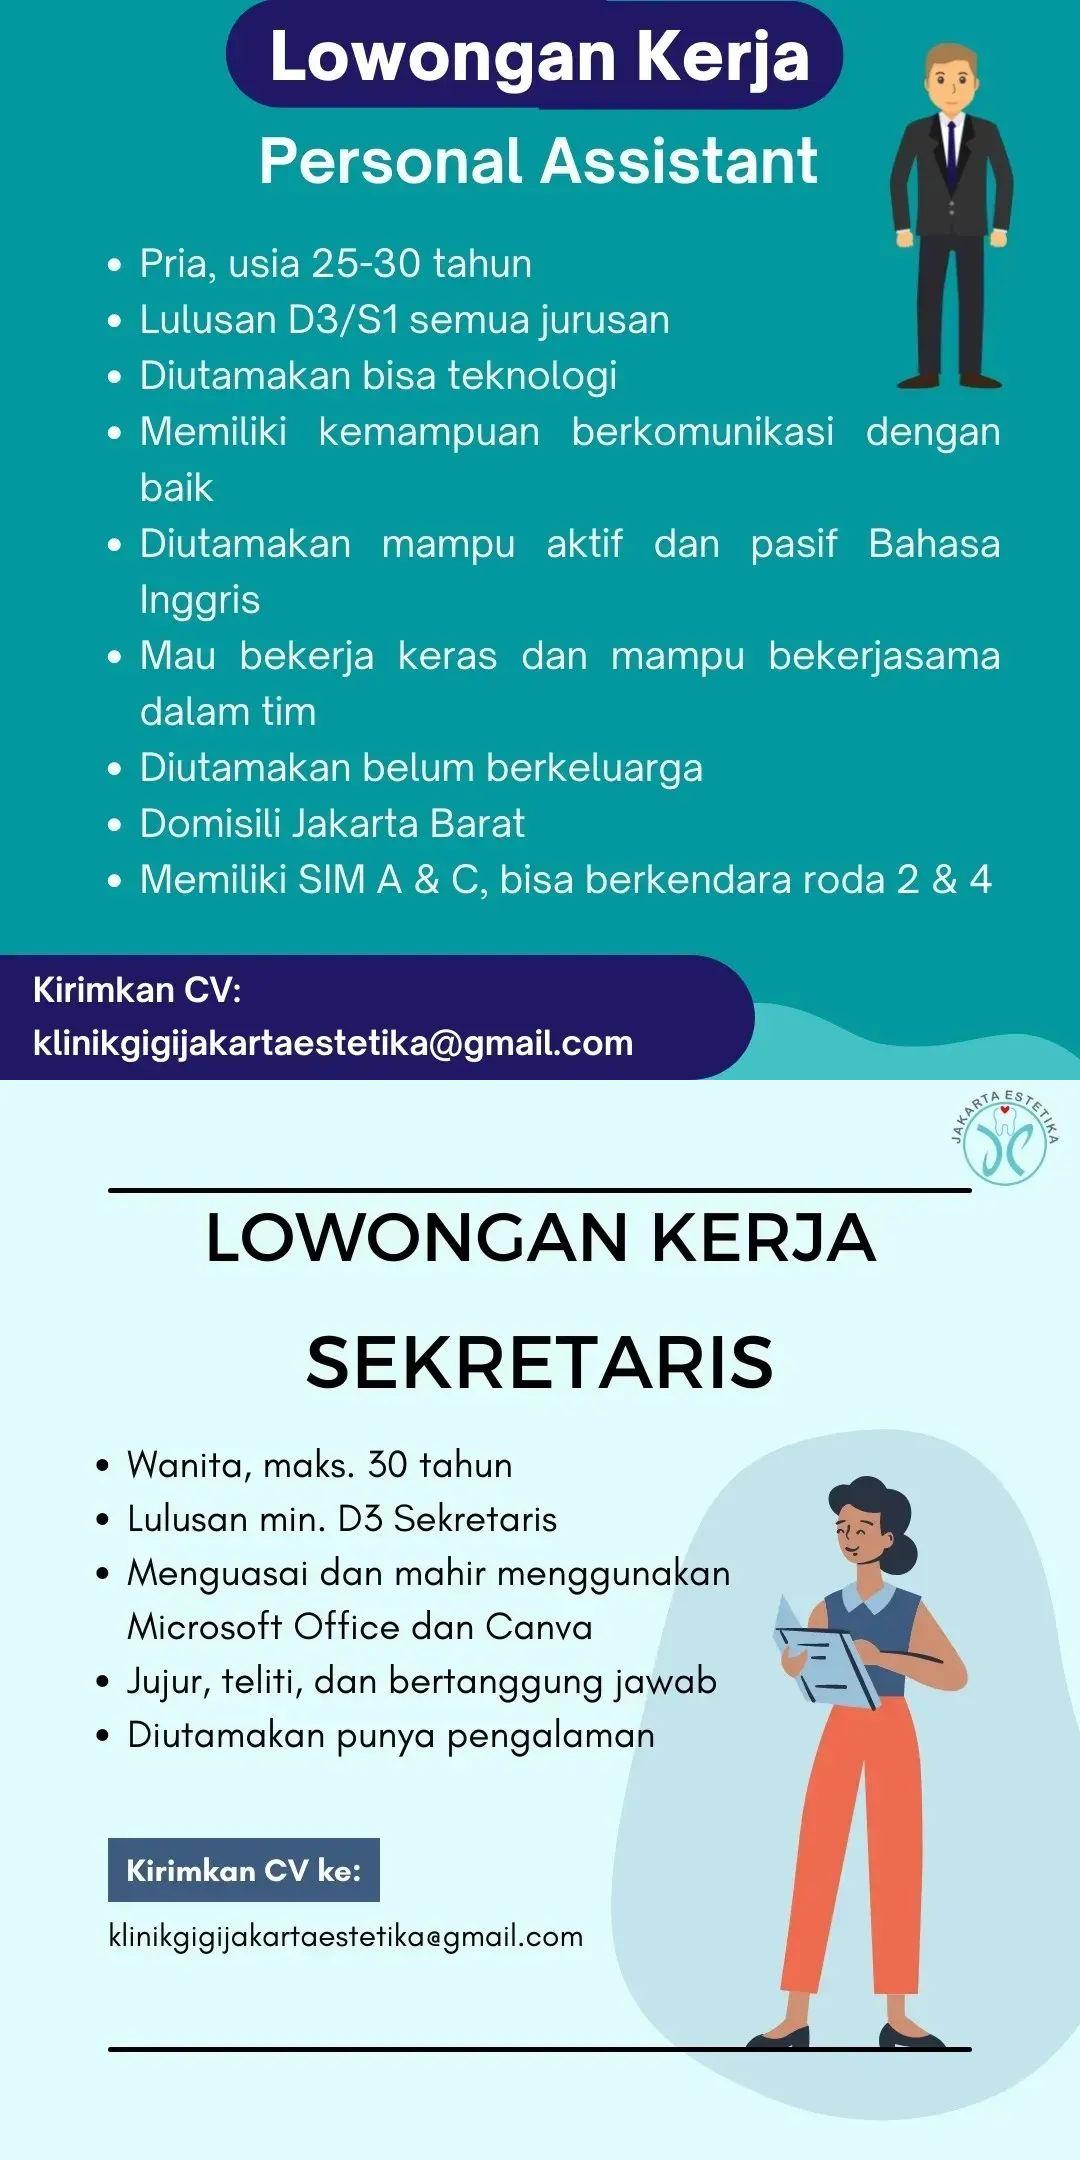 Lowongan Kerja
Personal Assistant
• Pria, usia 25-30 tahun
• Lulusan D3/S1 semua jurusan
• Diutamakan bisa teknologi
• Memiliki kemampuan berkomunikasi dengan
baik
• Diutamakan mampu aktif dan pasif Bahasa
Inggris
• Mau bekerja keras dan mampu bekerjasama
dalam tim
• Diutamakan belum berkeluarga
• Domisili Jakarta Barat
• Memiliki SIM A & C, bisa berkendara roda 2 & 4
Kirimkan CV:
klinikgigijakartaestetika@gmail.com
JAKARTA ESTETIKA
LOWONGAN KERJA
SEKRETARIS
• Wanita, maks. 30 tahun
• Lulusan min. D3 Sekretaris
• Menguasai dan mahir menggunakan
Microsoft Office dan Canva
• Jujur, teliti, dan bertanggung jawab
• Diutamakan punya pengalaman
Kirimkan CV ke:
klinikgigijakartaestetika@gmail.com